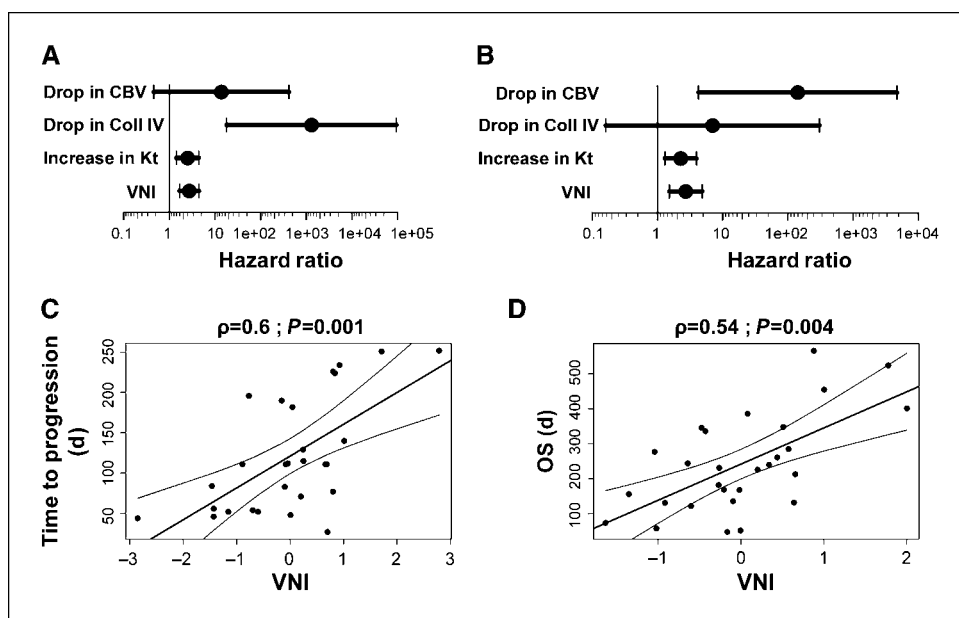 A
Drop in CBV
Drop in Coll IV
Increase in Kt
VNI
0.1 1 10 1e+02 1e+03 1e+04 1e+05
Hazard ratio
B
Drop in CBV
Drop in Coll IV
Increase in Kt
VNI
0.1 1 10 1e+02 1e+03 1e+04
Hazard ratio
C
ρ=0.6 ; P=0.001
Time to progression
(d)
250
200
150
100
50
−3 −2 −1 0 1 2 3
VNI
D
ρ=0.54 ; P=0.004
OS (d)
500
400
300
200
100
−1 0 1 2
VNI